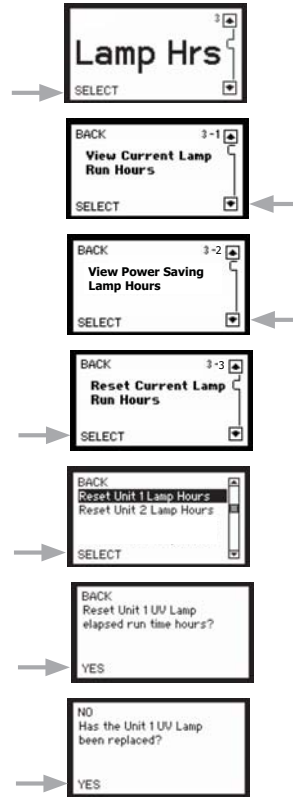 3
Lamp Hrs
SELECT
BACK 3-1
View Current Lamp
Run Hours
SELECT
BACK 3-2
View Power Saving
Lamp Hours
SELECT
BACK 3-3
Reset Current Lamp
Run Hours
SELECT
BACK
Reset Unit 1 Lamp Hours
Reset Unit 2 Lamp Hours
SELECT
BACK
Reset Unit 1 UV Lamp
elapsed run time hours?
YES
NO
Has the Unit 1 UV Lamp
been replaced?
YES